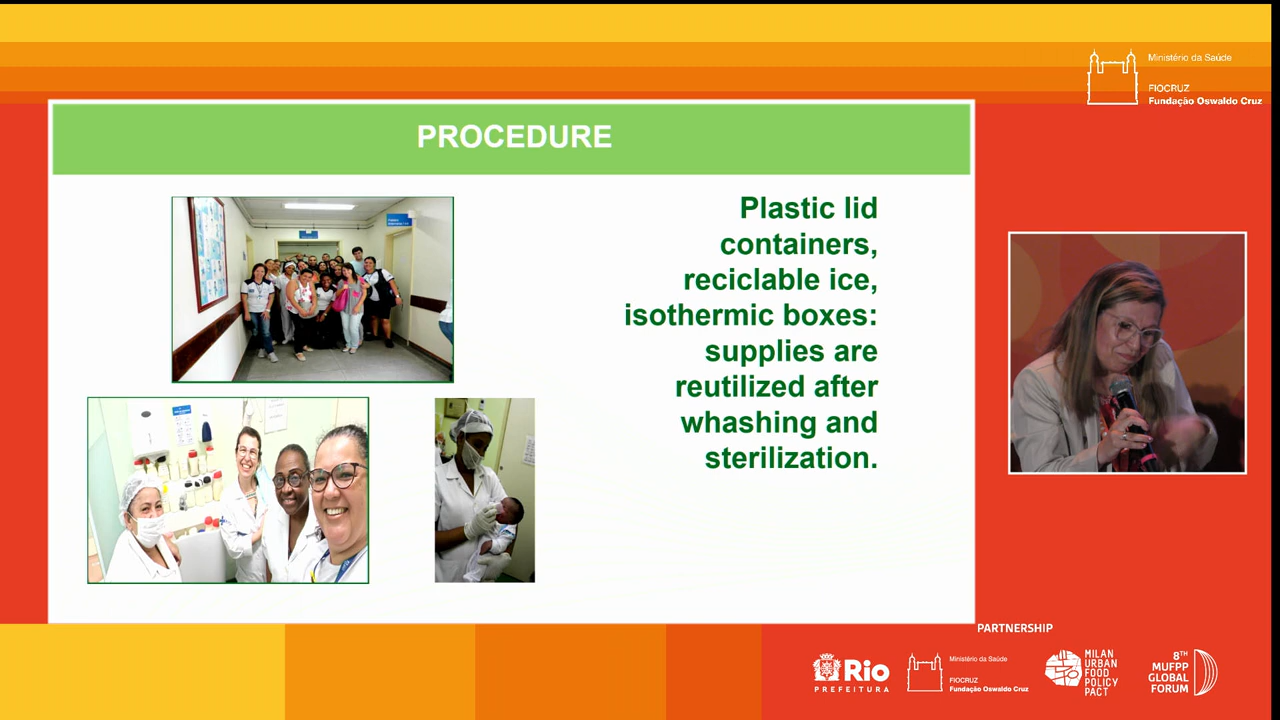 Ministério da Saúde
FIOCRUZ
Fundação Oswaldo Cruz
PROCEDURE
Plastic lid
containers,
reciclable ice,
isothermic boxes:
supplies are
reutilized after
whashing and
sterilization.
PARTNERSHIP
Rio
PREFEITURA
Ministério da Saúde
FIOCRUZ
Fundação Oswaldo Cruz
MILAN
URBAN
FOOD
POLICY
PACT
8TH
MUFPP
GLOBAL
FORUM